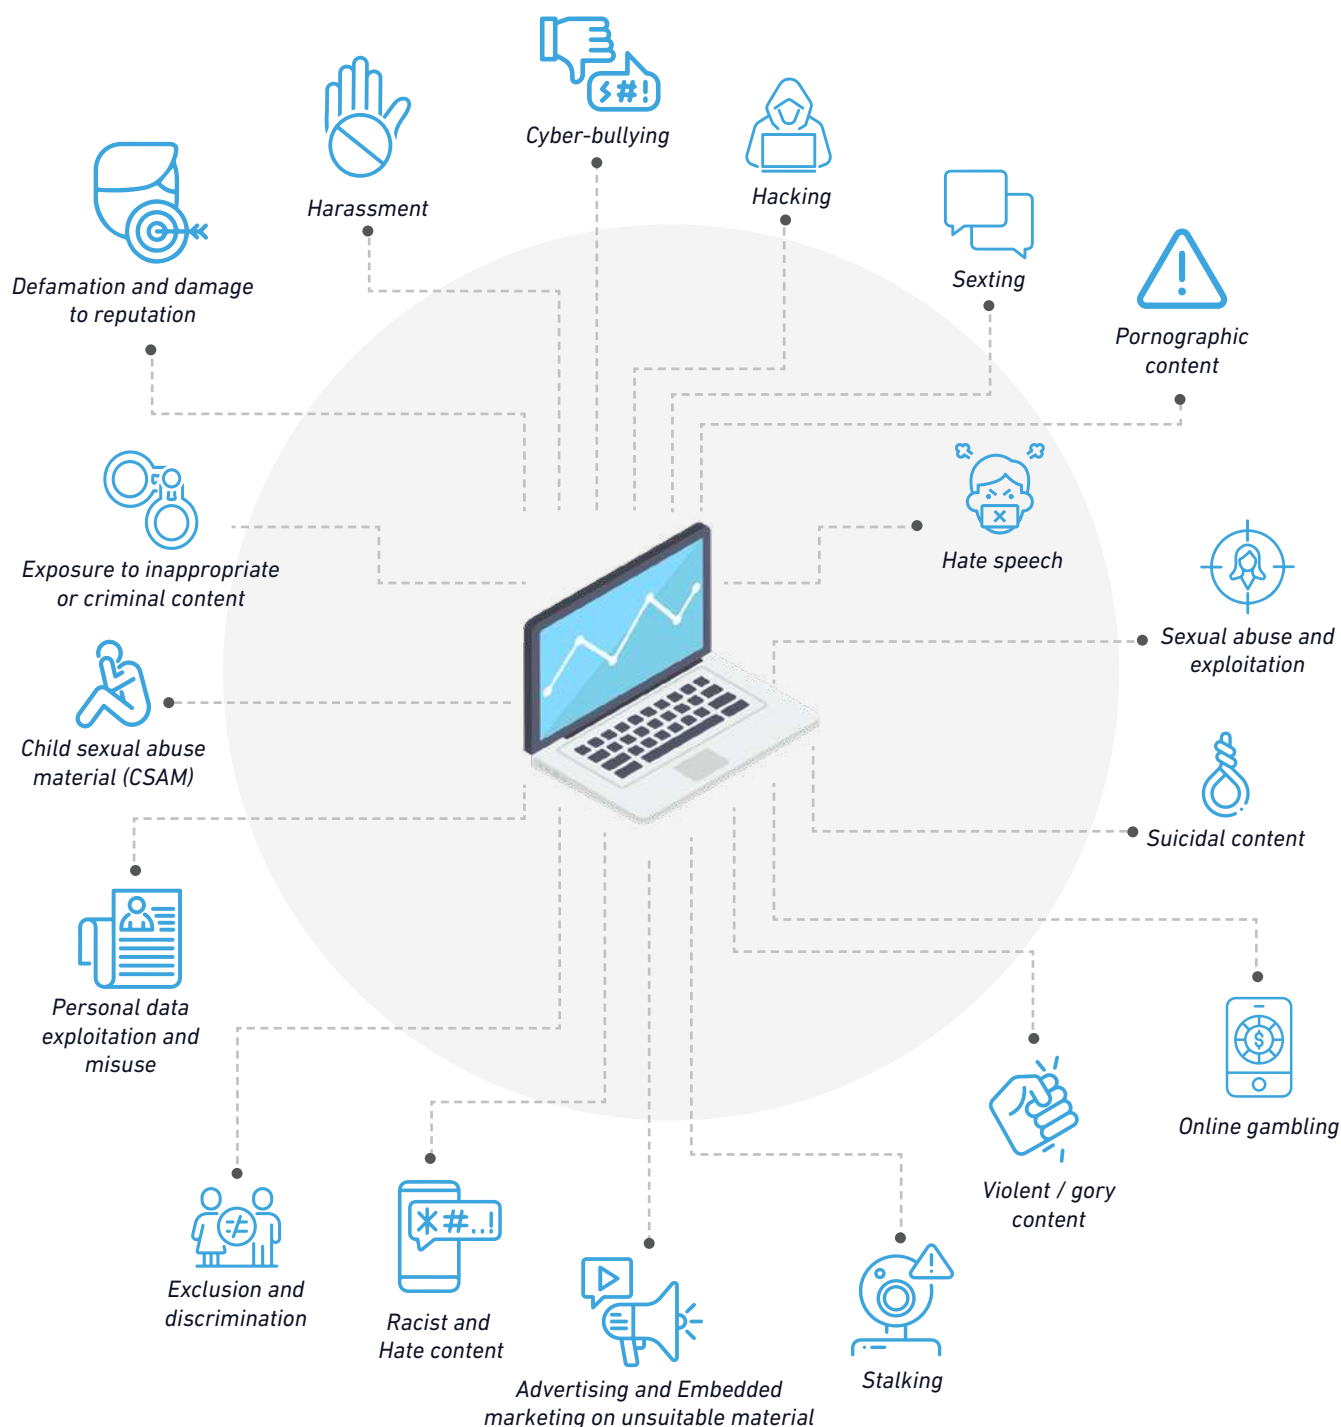 $#!
Cyber-bullying
Harassment
Hacking
Defamation and damage
to reputation
Sexting
Pornographic
content
Exposure to inappropriate
or criminal content
Hate speech
Sexual abuse and
exploitation
Child sexual abuse
material (CSAM)
Suicidal content
Personal data
exploitation and
misuse
$
Online gambling
Violent / gory
content
Exclusion and
discrimination
*#..!
Racist and
Hate content
Stalking
Advertising and Embedded
marketing on unsuitable material